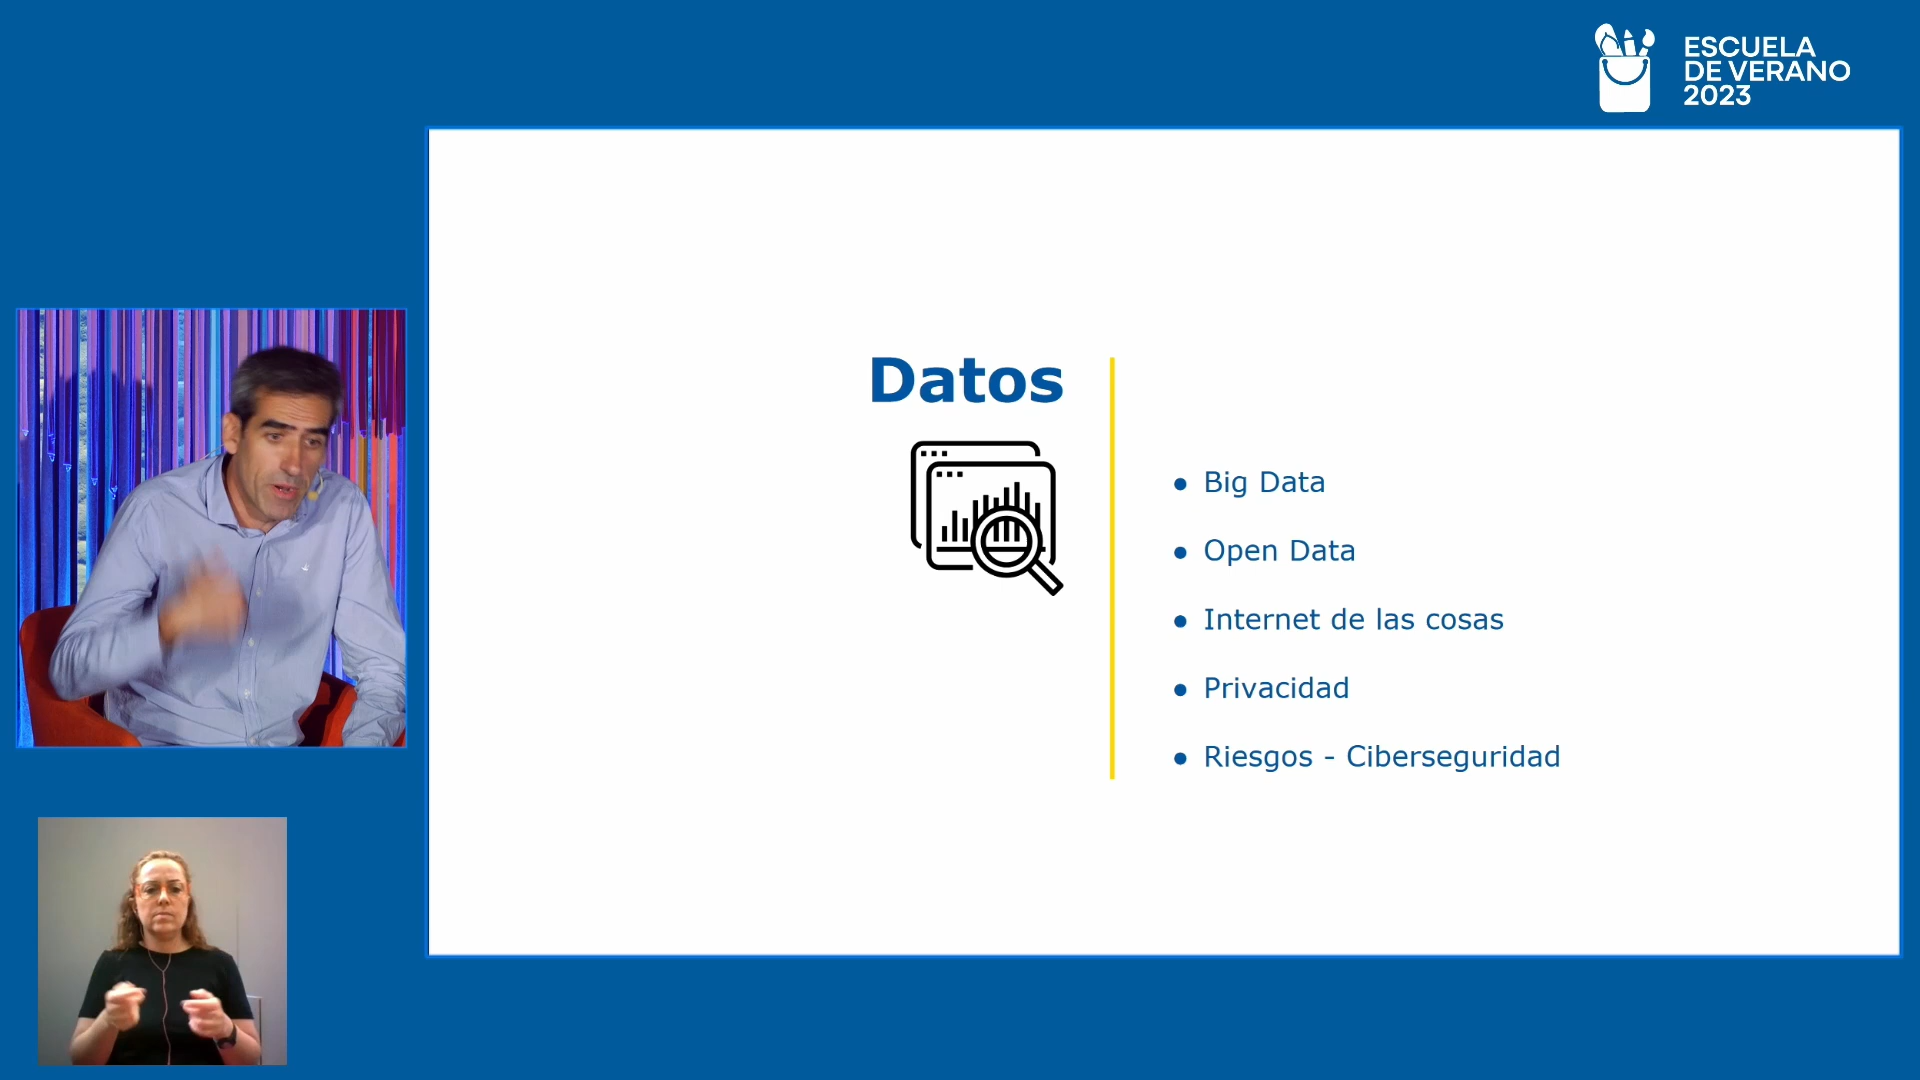 ESCUELA
DE VERANO
2023
Datos
● Big Data
● Open Data
● Internet de las cosas
● Privacidad
● Riesgos - Ciberseguridad